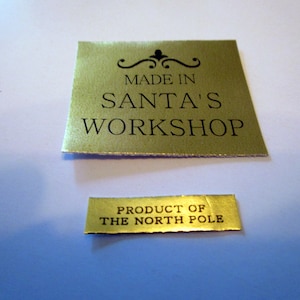 MADE IN
SANTA'S
WORKSHOP
PRODUCT OF
THE NORTH POLE